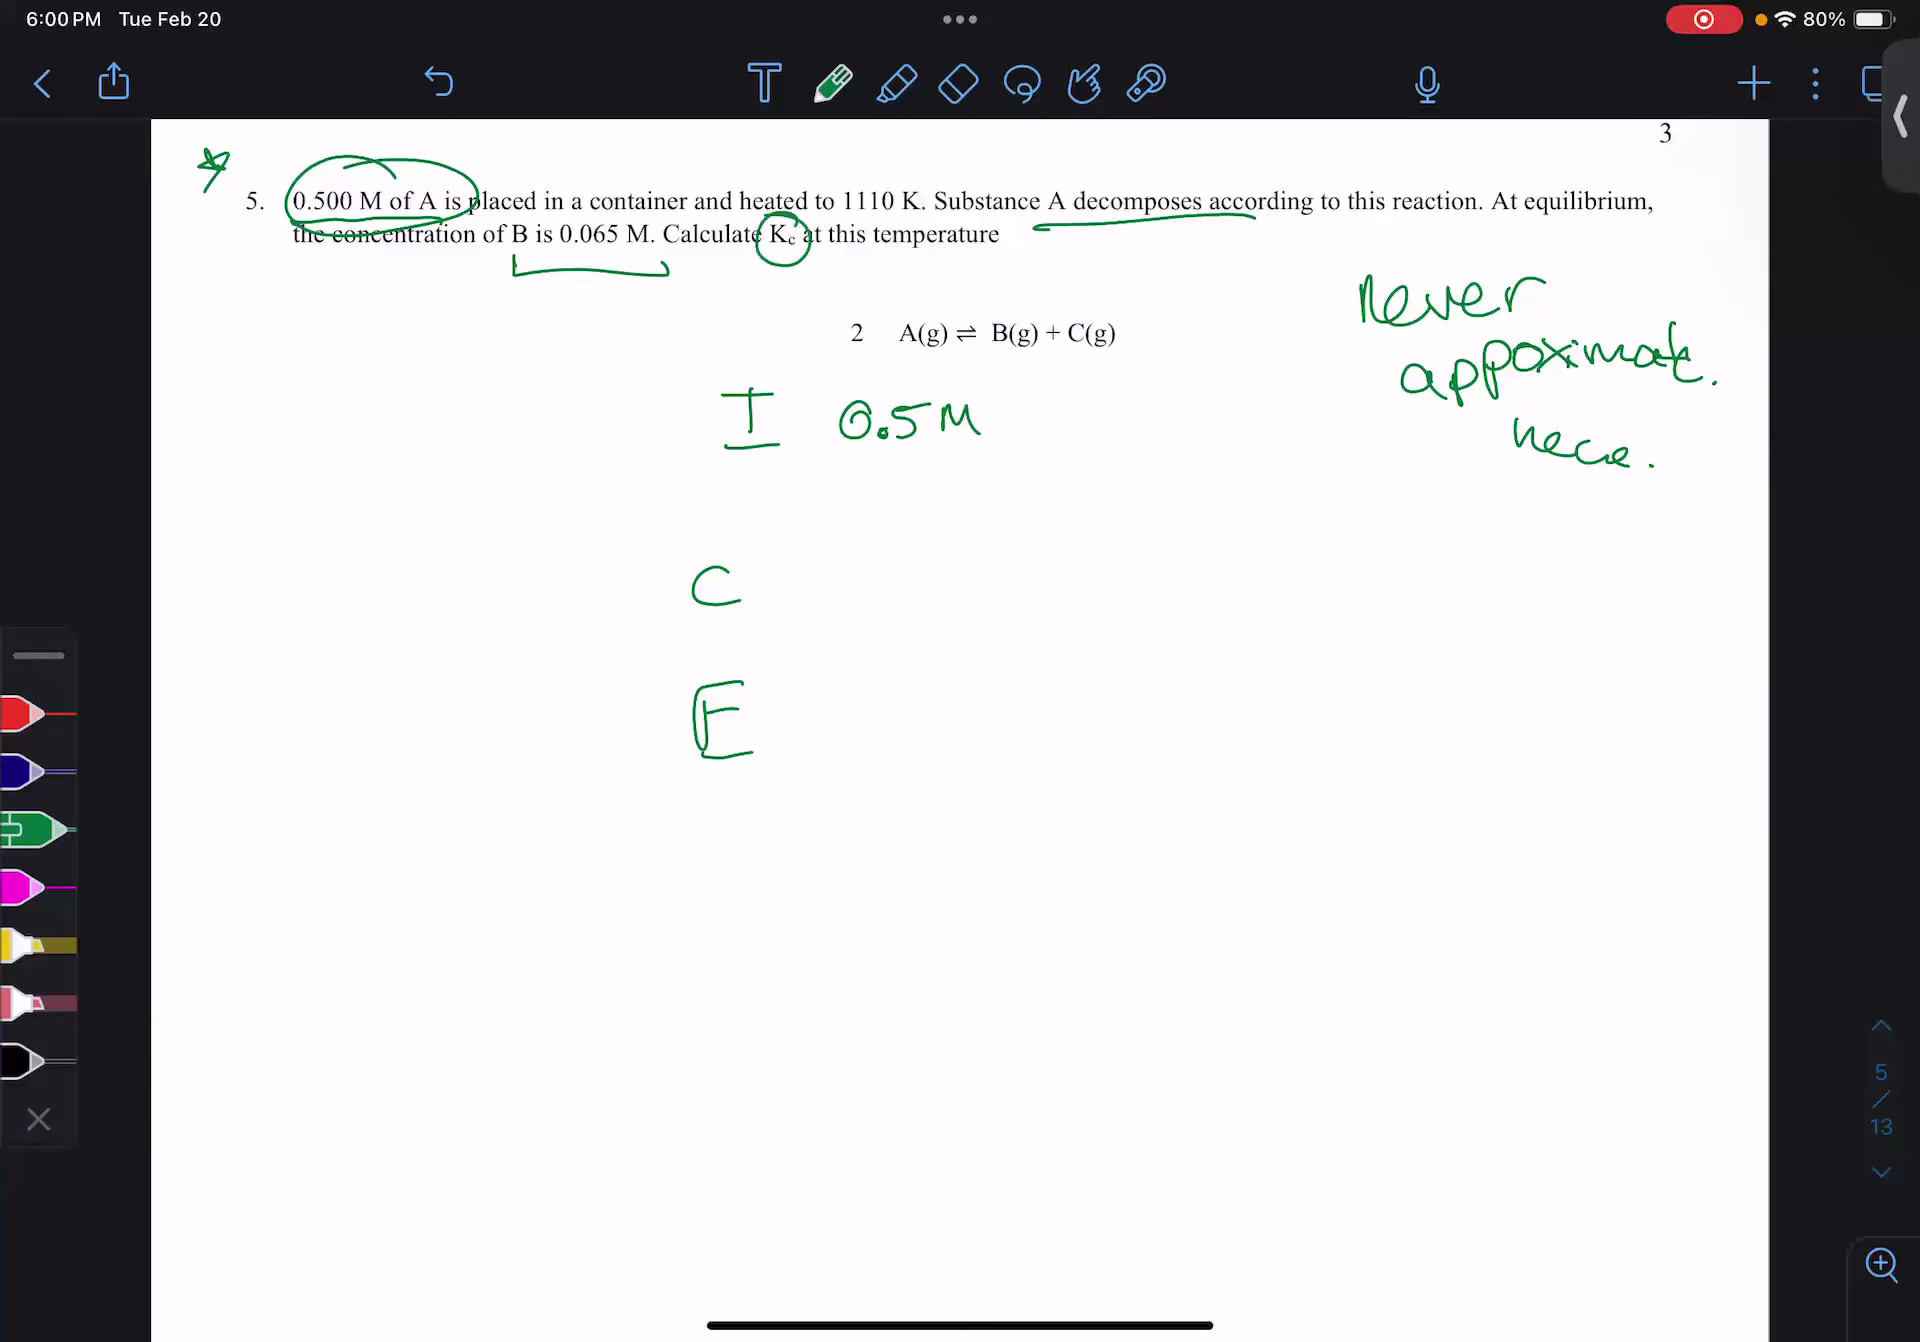 6:00 PM Tue Feb 20
80%
3
5. 0.500 M of A is placed in a container and heated to 1110 K. Substance A decomposes according to this reaction. At equilibrium,
the concentration of B is 0.065 M. Calculate Kc at this temperature
Never
appoximate.
here.
2 A(g) ⇌ B(g) + C(g)
I 0.5 M
C
E
5
/
13